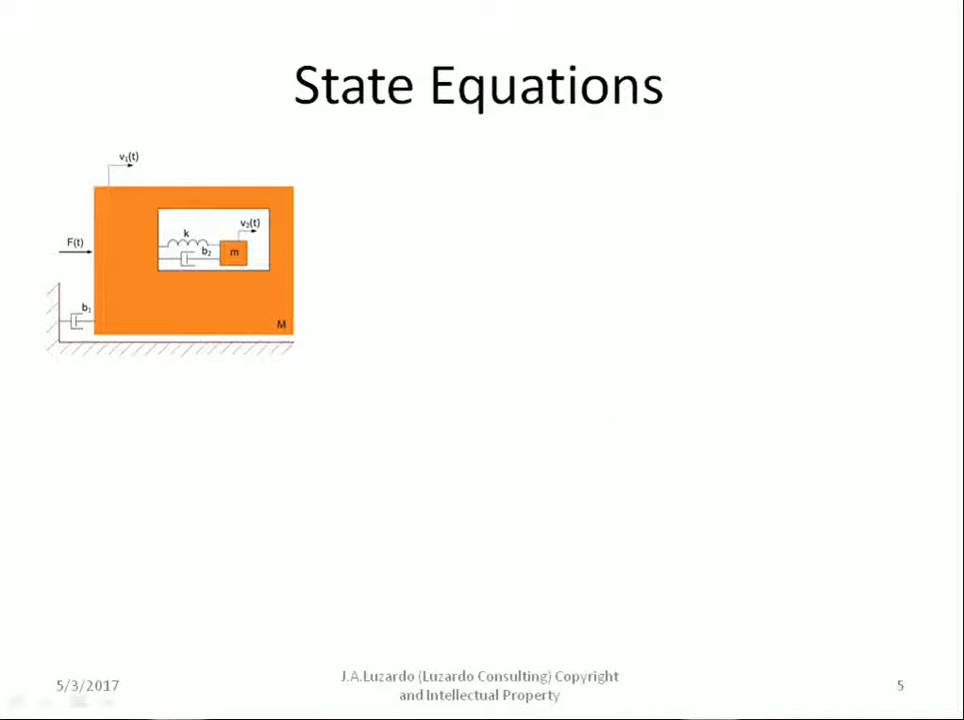 State Equations
v₁(t)
v₂(t)
k
F(t)
b₂
m
b₁
M
5/3/2017
J.A.Luzardo (Luzardo Consulting) Copyright
and Intellectual Property
5